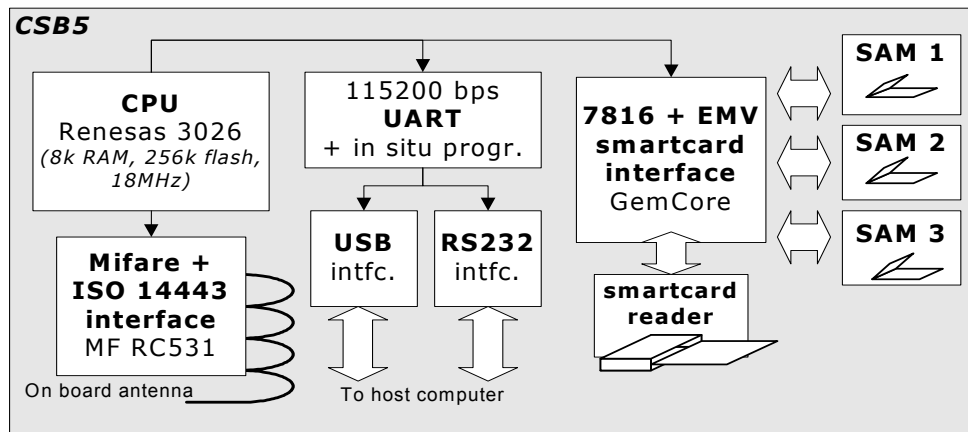 CSB5
CPU
Renesas 3026
(8k RAM, 256k flash,
18MHz)
Mifare +
ISO 14443
interface
MF RC531
On board antenna
115200 bps
UART
+ in situ progr.
USB
intfc.
RS232
intfc.
To host computer
7816 + EMV
smartcard
interface
GemCore
smartcard
reader
SAM 1
SAM 2
SAM 3